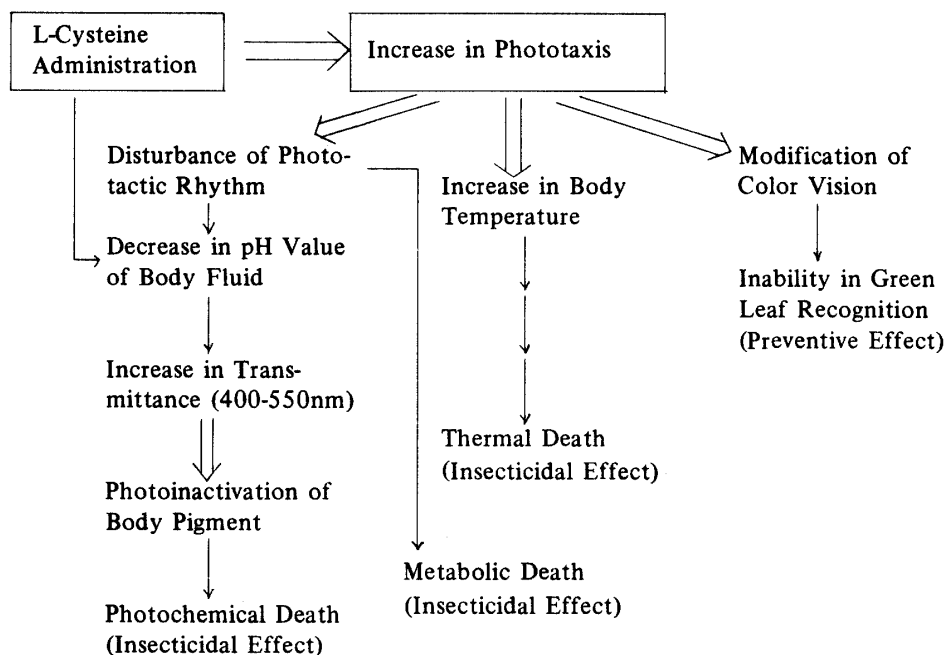 L-Cysteine
Administration
Increase in Phototaxis
Disturbance of Photo-
tactic Rhythm
Increase in Body
Temperature
Modification of
Color Vision
Decrease in pH Value
of Body Fluid
Inability in Green
Leaf Recognition
(Preventive Effect)
Increase in Trans-
mittance (400-550nm)
Thermal Death
(Insecticidal Effect)
Photoinactivation of
Body Pigment
Metabolic Death
(Insecticidal Effect)
Photochemical Death
(Insecticidal Effect)